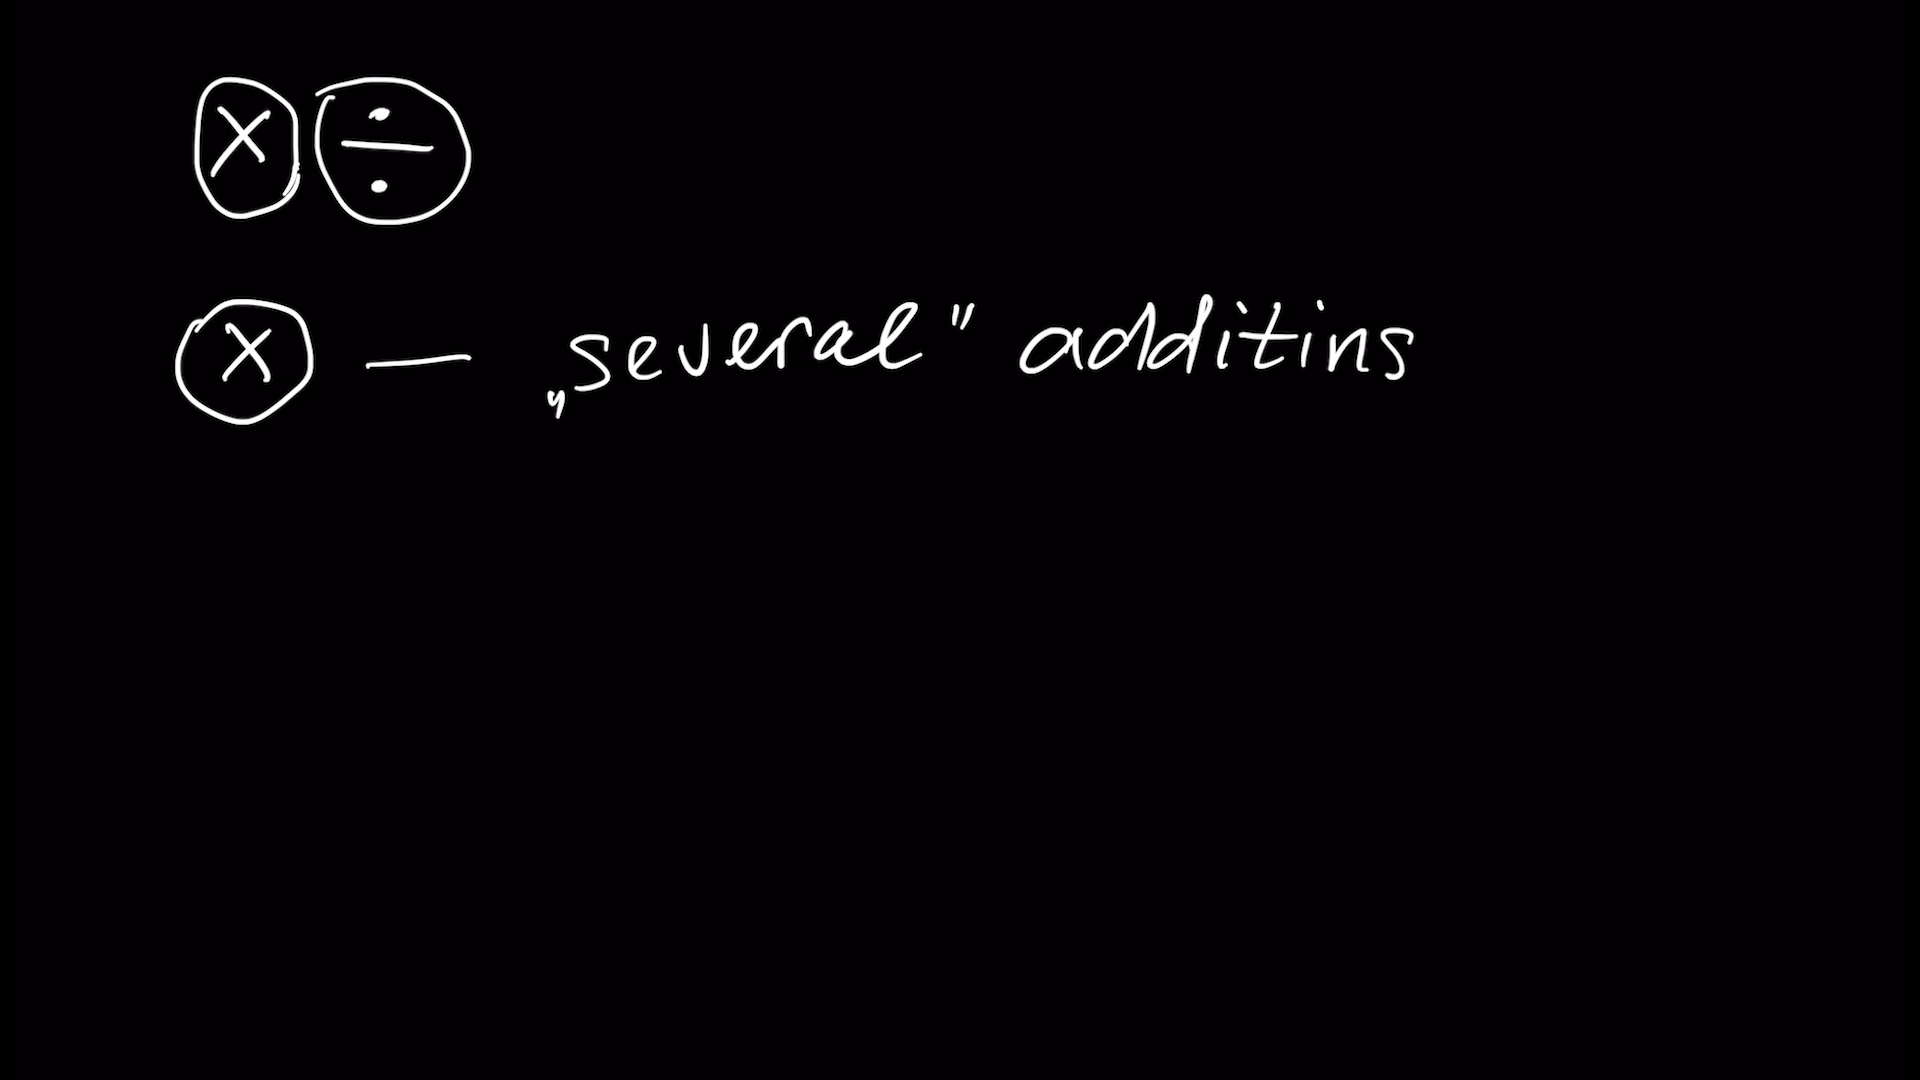 × ÷
× — „several" additins